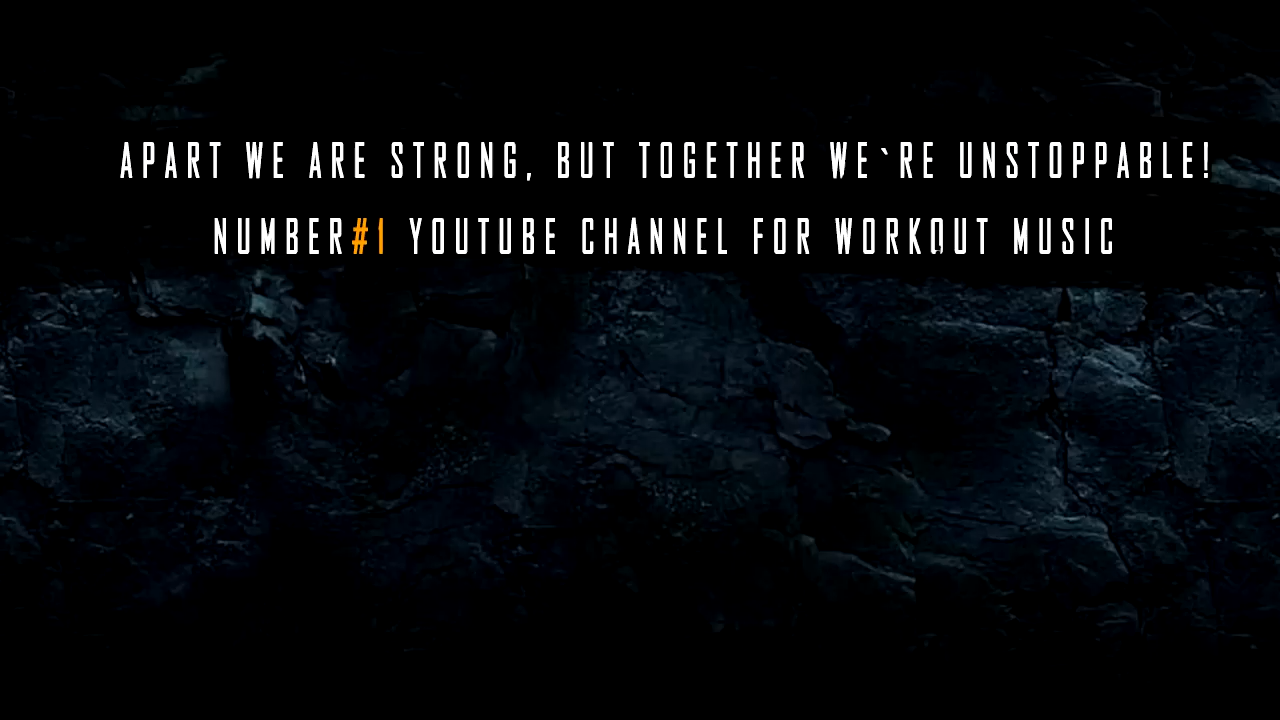 APART WE ARE STRONG, BUT TOGETHER WE`RE UNSTOPPABLE!
NUMBER#1 YOUTUBE CHANNEL FOR WORKOUT MUSIC